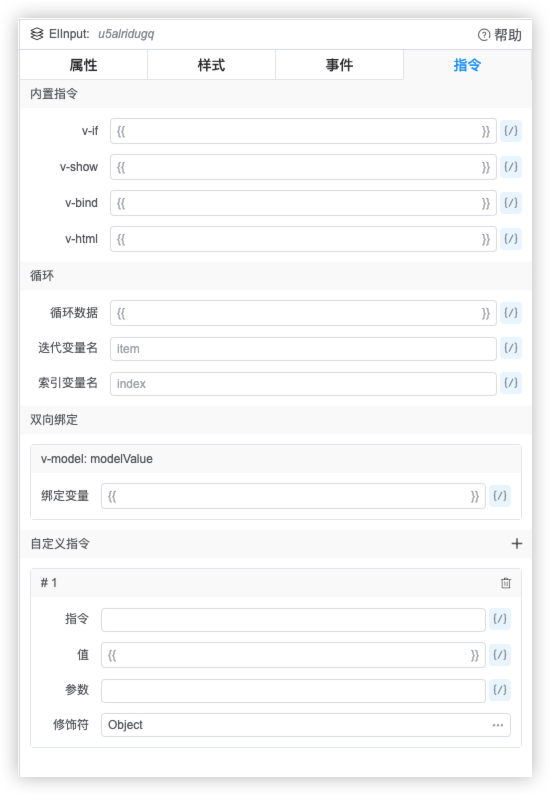 ElInput: u5alridugq 帮助
属性 样式 事件 指令
内置指令
v-if {{ }} {/}
v-show {{ }} {/}
v-bind {{ }} {/}
v-html {{ }} {/}
循环
循环数据 {{ }} {/}
迭代变量名 item {/}
索引变量名 index {/}
双向绑定
v-model: modelValue
绑定变量 {{ }} {/}
自定义指令
# 1
指令 {/}
值 {{ }} {/}
参数 {/}
修饰符 Object ···